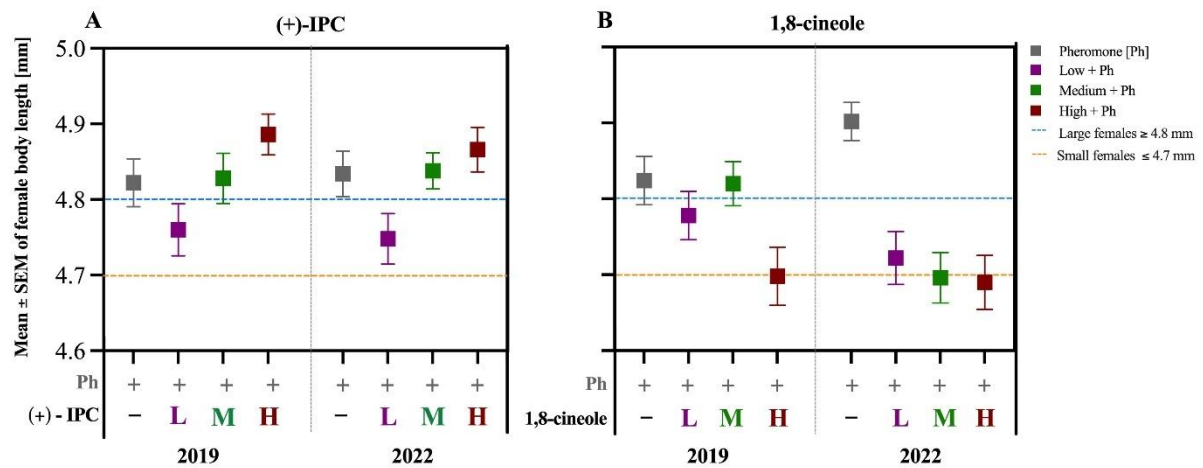 A
(+)-IPC
B
1,8-cineole
Mean ± SEM of female body length [mm]
5.0
4.9
4.8
4.7
4.6
Pheromone [Ph]
Low + Ph
Medium + Ph
High + Ph
Large females ≥ 4.8 mm
Small females ≤ 4.7 mm
Ph + + + + + + + +
(+) - IPC – L M H – L M H
2019 2022
Ph + + + + + + + +
1,8-cineole – L M H – L M H
2019 2022